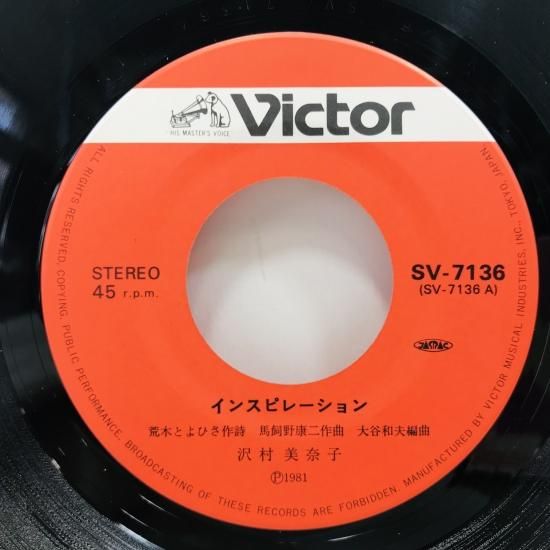 Victor
HIS MASTER'S VOICE
STEREO
45 r.p.m.
SV-7136
(SV-7136 A)
JASRAC
インスピレーション
荒木とよひさ作詩 馬飼野康二作曲 大谷和夫編曲
沢村美奈子
Ⓟ1981
ALL RIGHTS RESERVED. COPYING, PUBLIC PERFORMANCE, BROADCASTING OF THESE RECORDS ARE FORBIDDEN. MANUFACTURED BY VICTOR MUSICAL INDUSTRIES, INC., TOKYO, JAPAN.